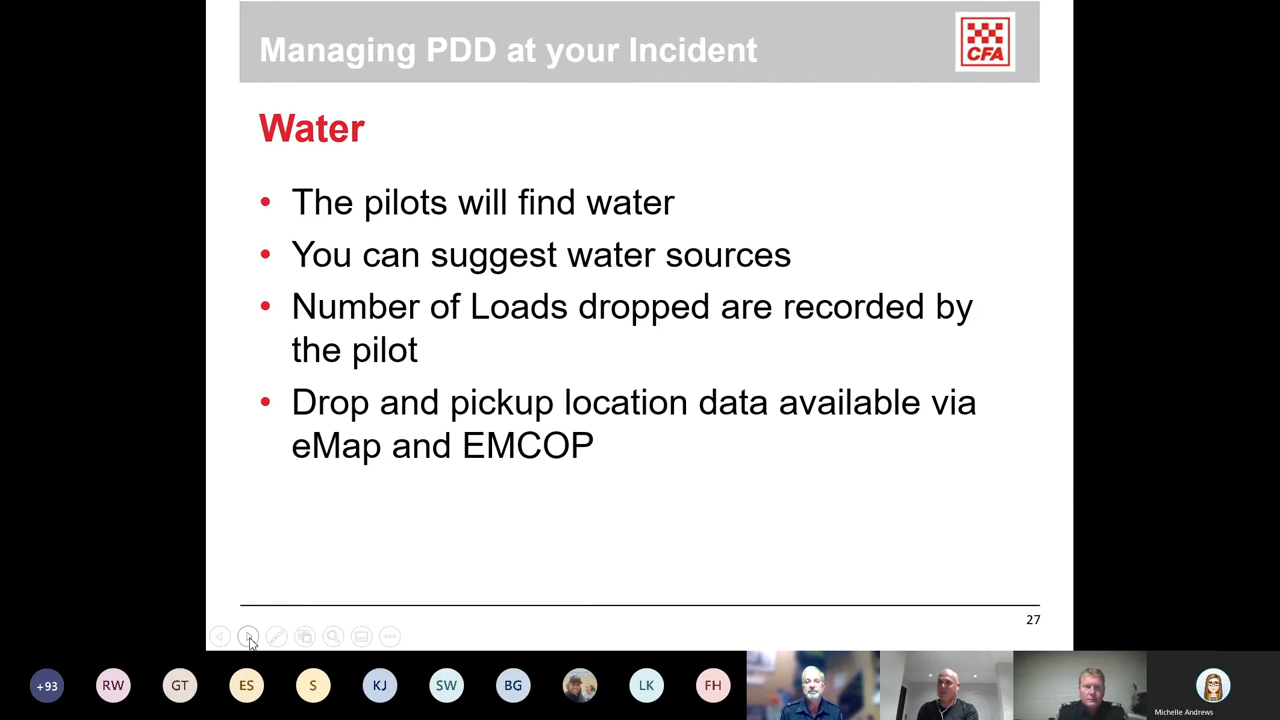 Managing PDD at your Incident
CFA
Water
• The pilots will find water
• You can suggest water sources
• Number of Loads dropped are recorded by
the pilot
• Drop and pickup location data available via
eMap and EMCOP
27
+93
RW
GT
ES
S
KJ
SW
BG
LK
FH
Michelle Andrews